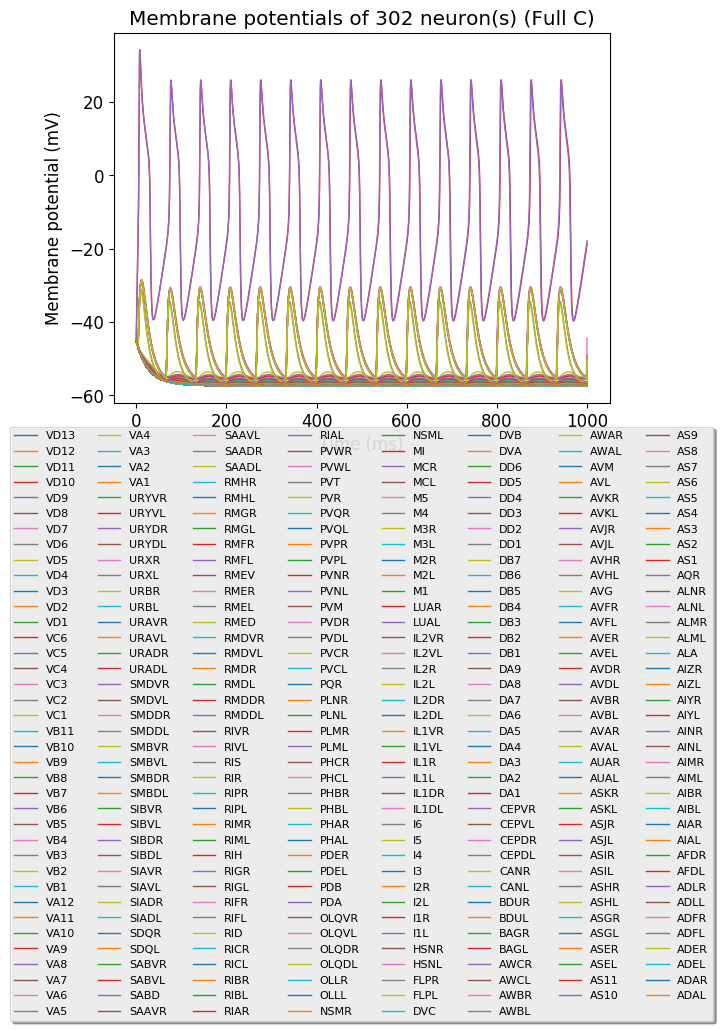 Membrane potentials of 302 neuron(s) (Full C)
Membrane potential (mV)
20
0
−20
−40
−60
0 200 400 600 800 1000
Time (ms)
VD13
VD12
VD11
VD10
VD9
VD8
VD7
VD6
VD5
VD4
VD3
VD2
VD1
VC6
VC5
VC4
VC3
VC2
VC1
VB11
VB10
VB9
VB8
VB7
VB6
VB5
VB4
VB3
VB2
VB1
VA12
VA11
VA10
VA9
VA8
VA7
VA6
VA5
VA4
VA3
VA2
VA1
URYVR
URYVL
URYDR
URYDL
URXR
URXL
URBR
URBL
URAVR
URAVL
URADR
URADL
SMDVR
SMDVL
SMDDR
SMDDL
SMBVR
SMBVL
SMBDR
SMBDL
SIBVR
SIBVL
SIBDR
SIBDL
SIAVR
SIAVL
SIADR
SIADL
SDQR
SDQL
SABVR
SABVL
SABD
SAAVR
SAAVL
SAADR
SAADL
RMHR
RMHL
RMGR
RMGL
RMFR
RMFL
RMEV
RMER
RMEL
RMED
RMDVR
RMDVL
RMDR
RMDL
RMDDR
RMDDL
RIVR
RIVL
RIS
RIR
RIPR
RIPL
RIMR
RIML
RIH
RIGR
RIGL
RIFR
RIFL
RID
RICR
RICL
RIBR
RIBL
RIAR
RIAL
PVWR
PVWL
PVT
PVR
PVQR
PVQL
PVPR
PVPL
PVNR
PVNL
PVM
PVDR
PVDL
PVCR
PVCL
PQR
PLNR
PLNL
PLMR
PLML
PHCR
PHCL
PHBR
PHBL
PHAR
PHAL
PDER
PDEL
PDB
PDA
OLQVR
OLQVL
OLQDR
OLQDL
OLLR
OLLL
NSMR
NSML
MI
MCR
MCL
M5
M4
M3R
M3L
M2R
M2L
M1
LUAR
LUAL
IL2VR
IL2VL
IL2R
IL2L
IL2DR
IL2DL
IL1VR
IL1VL
IL1R
IL1L
IL1DR
IL1DL
I6
I5
I4
I3
I2R
I2L
I1R
I1L
HSNR
HSNL
FLPR
FLPL
DVC
DVB
DVA
DD6
DD5
DD4
DD3
DD2
DD1
DB7
DB6
DB5
DB4
DB3
DB2
DB1
DA9
DA8
DA7
DA6
DA5
DA4
DA3
DA2
DA1
CEPVR
CEPVL
CEPDR
CEPDL
CANR
CANL
BDUR
BDUL
BAGR
BAGL
AWCR
AWCL
AWBR
AWBL
AWAR
AWAL
AVM
AVL
AVKR
AVKL
AVJR
AVJL
AVHR
AVHL
AVG
AVFR
AVFL
AVER
AVEL
AVDR
AVDL
AVBR
AVBL
AVAR
AVAL
AUAR
AUAL
ASKR
ASKL
ASJR
ASJL
ASIR
ASIL
ASHR
ASHL
ASGR
ASGL
ASER
ASEL
AS11
AS10
AS9
AS8
AS7
AS6
AS5
AS4
AS3
AS2
AS1
AQR
ALNR
ALNL
ALMR
ALML
ALA
AIZR
AIZL
AIYR
AIYL
AINR
AINL
AIMR
AIML
AIBR
AIBL
AIAR
AIAL
AFDR
AFDL
ADLR
ADLL
ADFR
ADFL
ADER
ADEL
ADAR
ADAL